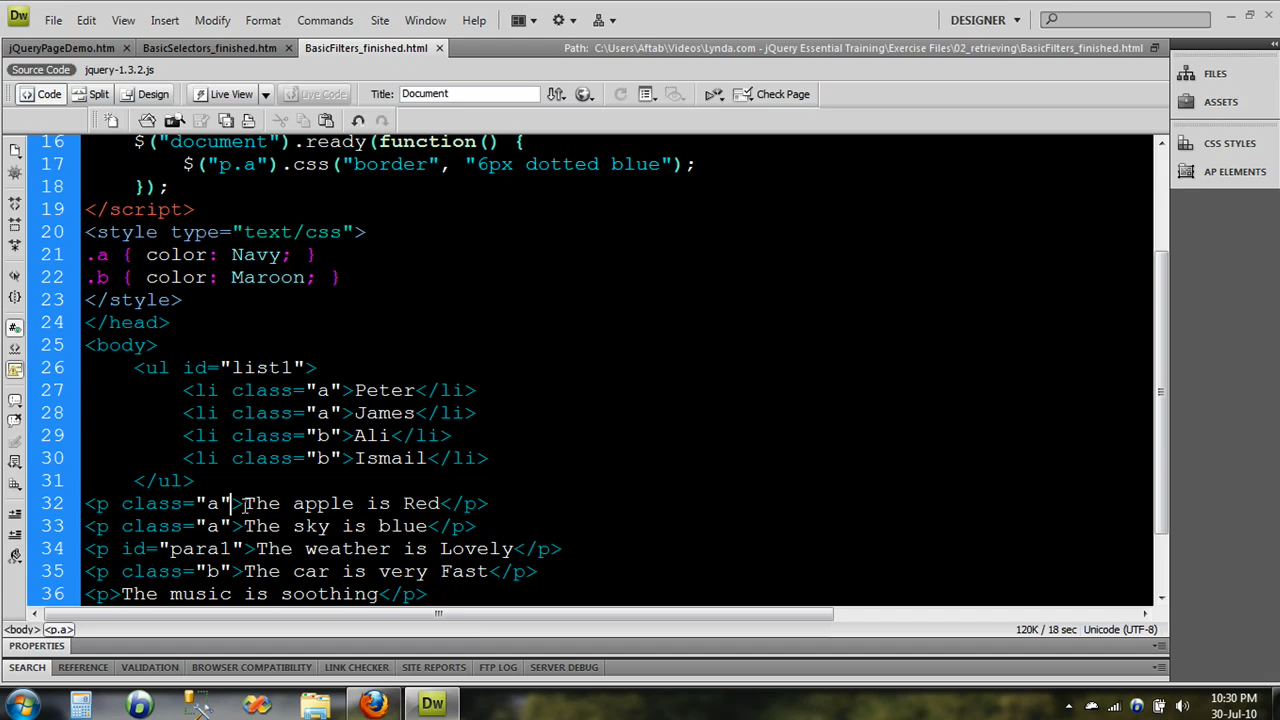 Dw File Edit View Insert Modify Format Commands Site Window Help DESIGNER
jQueryPageDemo.htm BasicSelectors_finished.html BasicFilters_finished.html Path: C:\Users\Aftab\Videos\Lynda.com - jQuery Essential Training\Exercise Files\02_retrieving\BasicFilters_finished.html
Source Code jquery-1.3.2.js
Code Split Design Live View Live Code Title: Document Check Page
FILES
ASSETS
CSS STYLES
AP ELEMENTS
16 $("document").ready(function() {
17 $("p.a").css("border", "6px dotted blue");
18 });
19 </script>
20 <style type="text/css">
21 .a { color: Navy; }
22 .b { color: Maroon; }
23 </style>
24 </head>
25 <body>
26 <ul id="list1">
27 <li class="a">Peter</li>
28 <li class="a">James</li>
29 <li class="b">Ali</li>
30 <li class="b">Ismail</li>
31 </ul>
32 <p class="a">The apple is Red</p>
33 <p class="a">The sky is blue</p>
34 <p id="para1">The weather is Lovely</p>
35 <p class="b">The car is very Fast</p>
36 <p>The music is soothing</p>
<body> <p.a> 120K / 18 sec Unicode (UTF-8)
PROPERTIES
SEARCH REFERENCE VALIDATION BROWSER COMPATIBILITY LINK CHECKER SITE REPORTS FTP LOG SERVER DEBUG
Dw 10:30 PM
30-Jul-10